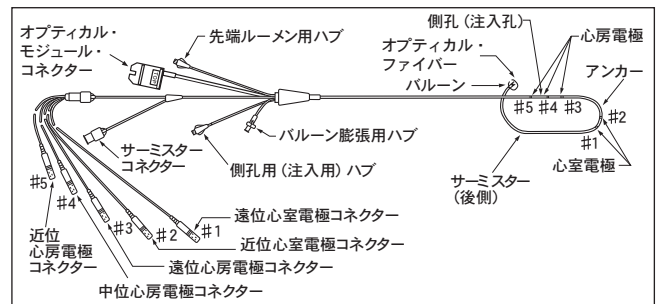 オプティカル・
モジュール・
コネクター
先端ルーメン用ハブ
側孔（注入孔）
オプティカル・
ファイバー
バルーン
心房電極
アンカー
♯5
♯4
♯3
♯2
♯1
心室電極
サーミスター
（後側）
バルーン膨張用ハブ
側孔用（注入用）ハブ
サーミスター
コネクター
♯5
♯4
♯3
♯2
♯1
遠位心室電極コネクター
近位心室電極コネクター
遠位心房電極コネクター
中位心房電極コネクター
近位
心房電極
コネクター